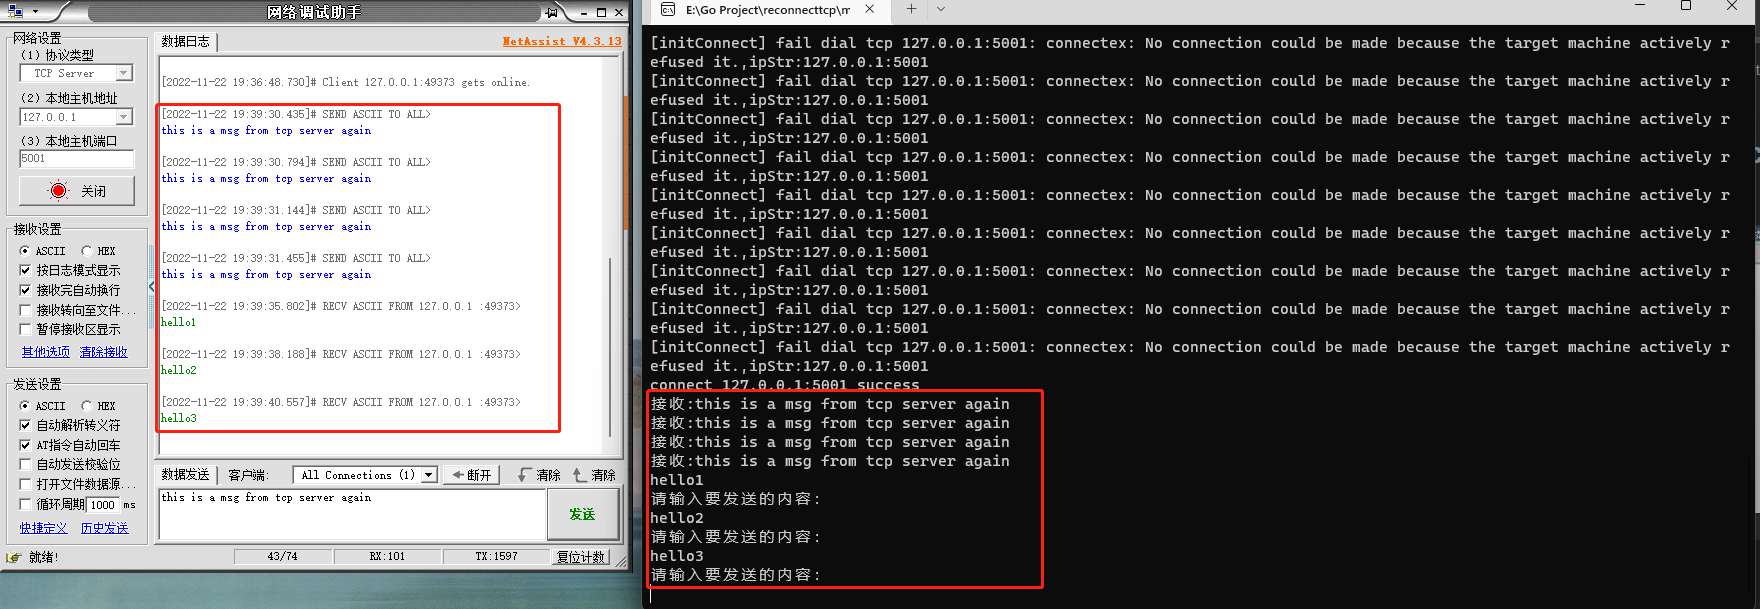 网络调试助手
网络设置
(1) 协议类型
TCP Server
(2) 本地主机地址
127.0.0.1
(3) 本地主机端口
5001
关闭
接收设置
ASCII HEX
按日志模式显示
接收完自动换行
接收转向至文件...
暂停接收区显示
其他选项 清除接收
发送设置
ASCII HEX
自动解析转义符
AT指令自动回车
自动发送校验位
打开文件数据源...
循环周期 1000 ms
快捷定义 历史发送
就绪!
数据日志
NetAssist V4.3.13
[2022-11-22 19:36:48.730]# Client 127.0.0.1:49373 gets online.
[2022-11-22 19:39:30.435]# SEND ASCII TO ALL>
this is a msg from tcp server again
[2022-11-22 19:39:30.794]# SEND ASCII TO ALL>
this is a msg from tcp server again
[2022-11-22 19:39:31.144]# SEND ASCII TO ALL>
this is a msg from tcp server again
[2022-11-22 19:39:31.455]# SEND ASCII TO ALL>
this is a msg from tcp server again
[2022-11-22 19:39:35.802]# RECV ASCII FROM 127.0.0.1 :49373>
hello1
[2022-11-22 19:39:38.188]# RECV ASCII FROM 127.0.0.1 :49373>
hello2
[2022-11-22 19:39:40.557]# RECV ASCII FROM 127.0.0.1 :49373>
hello3
数据发送 客户端: All Connections (1) 断开 清除 清除
this is a msg from tcp server again
发送
43/74 RX:101 TX:1597 复位计数
E:\Go Project\reconnecttcp\m
[initConnect] fail dial tcp 127.0.0.1:5001: connectex: No connection could be made because the target machine actively r
efused it.,ipStr:127.0.0.1:5001
[initConnect] fail dial tcp 127.0.0.1:5001: connectex: No connection could be made because the target machine actively r
efused it.,ipStr:127.0.0.1:5001
[initConnect] fail dial tcp 127.0.0.1:5001: connectex: No connection could be made because the target machine actively r
efused it.,ipStr:127.0.0.1:5001
[initConnect] fail dial tcp 127.0.0.1:5001: connectex: No connection could be made because the target machine actively r
efused it.,ipStr:127.0.0.1:5001
[initConnect] fail dial tcp 127.0.0.1:5001: connectex: No connection could be made because the target machine actively r
efused it.,ipStr:127.0.0.1:5001
[initConnect] fail dial tcp 127.0.0.1:5001: connectex: No connection could be made because the target machine actively r
efused it.,ipStr:127.0.0.1:5001
[initConnect] fail dial tcp 127.0.0.1:5001: connectex: No connection could be made because the target machine actively r
efused it.,ipStr:127.0.0.1:5001
[initConnect] fail dial tcp 127.0.0.1:5001: connectex: No connection could be made because the target machine actively r
efused it.,ipStr:127.0.0.1:5001
[initConnect] fail dial tcp 127.0.0.1:5001: connectex: No connection could be made because the target machine actively r
efused it.,ipStr:127.0.0.1:5001
connect 127.0.0.1:5001 success
接收:this is a msg from tcp server again
接收:this is a msg from tcp server again
接收:this is a msg from tcp server again
接收:this is a msg from tcp server again
hello1
请输入要发送的内容:
hello2
请输入要发送的内容:
hello3
请输入要发送的内容: